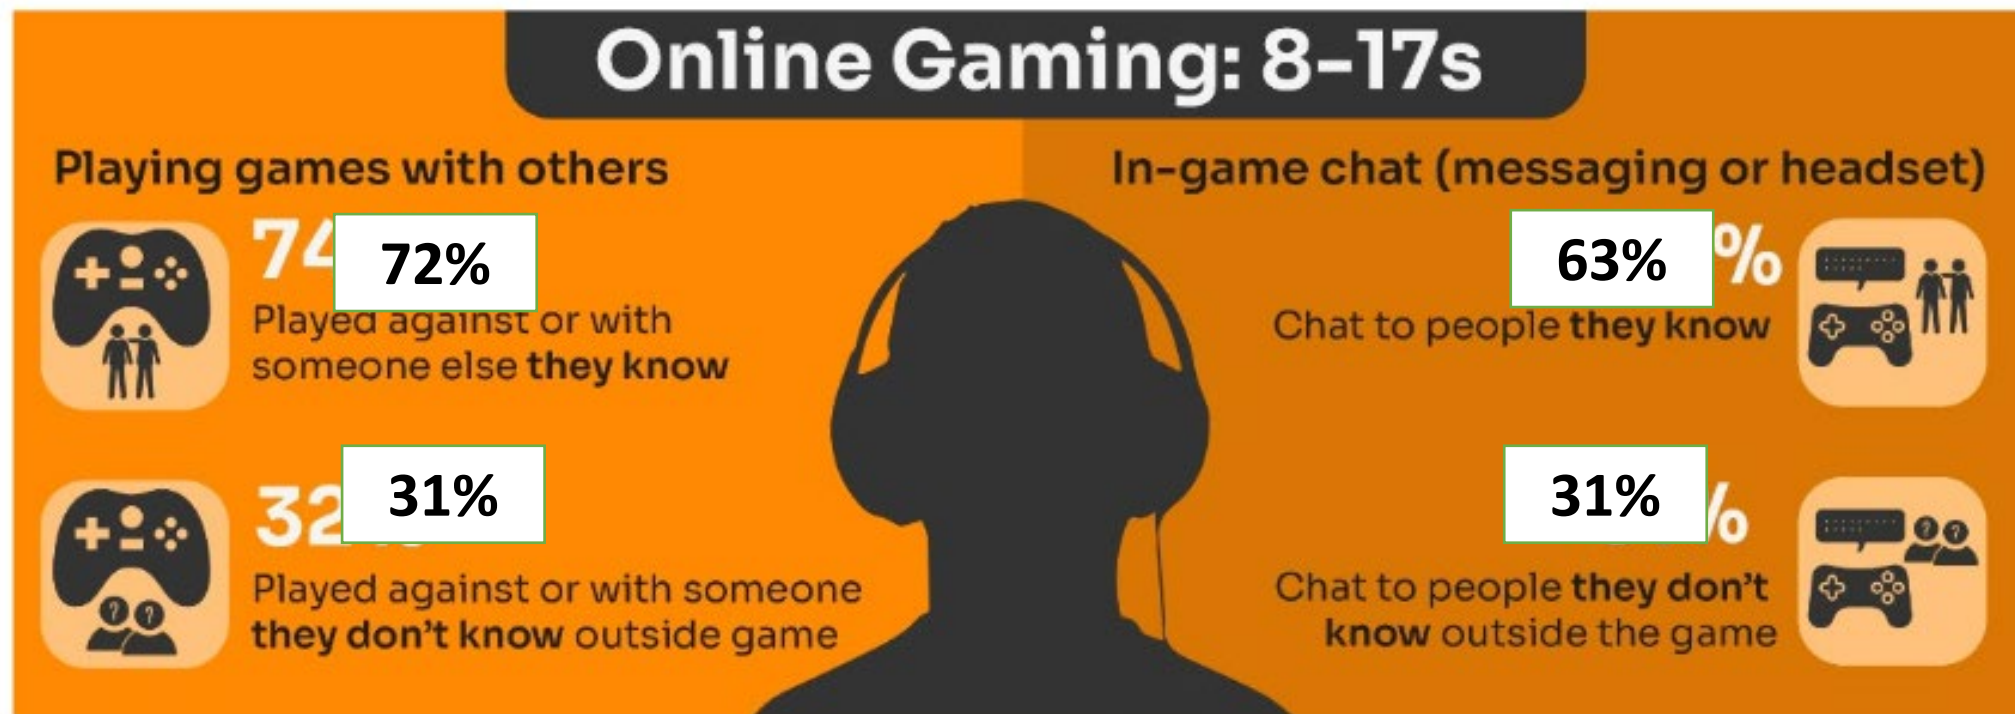 Online Gaming: 8-17s
Playing games with others
74
72%
Played against or with
someone else they know
32
31%
Played against or with someone
they don't know outside game
In-game chat (messaging or headset)
63%
%
Chat to people they know
31%
%
Chat to people they don't
know outside the game